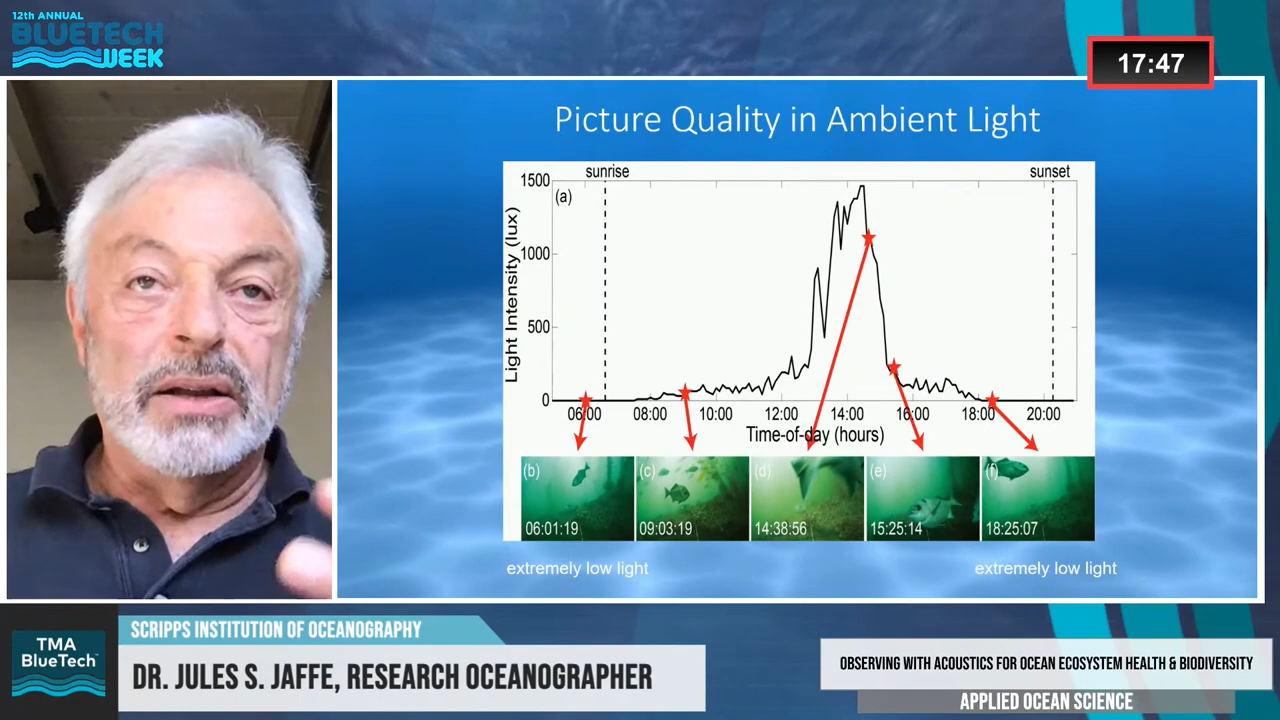 12th ANNUAL
BLUETECH
WEEK
17:47
Picture Quality in Ambient Light
sunrise
sunset
(a)
1500
1000
500
0
Light Intensity (lux)
06:00 08:00 10:00 12:00 14:00 16:00 18:00 20:00
Time-of-day (hours)
(b) (c) (d) (e) (f)
06:01:19 09:03:19 14:38:56 15:25:14 18:25:07
extremely low light
extremely low light
TMA
BlueTech™
SCRIPPS INSTITUTION OF OCEANOGRAPHY
DR. JULES S. JAFFE, RESEARCH OCEANOGRAPHER
OBSERVING WITH ACOUSTICS FOR OCEAN ECOSYSTEM HEALTH & BIODIVERSITY
APPLIED OCEAN SCIENCE